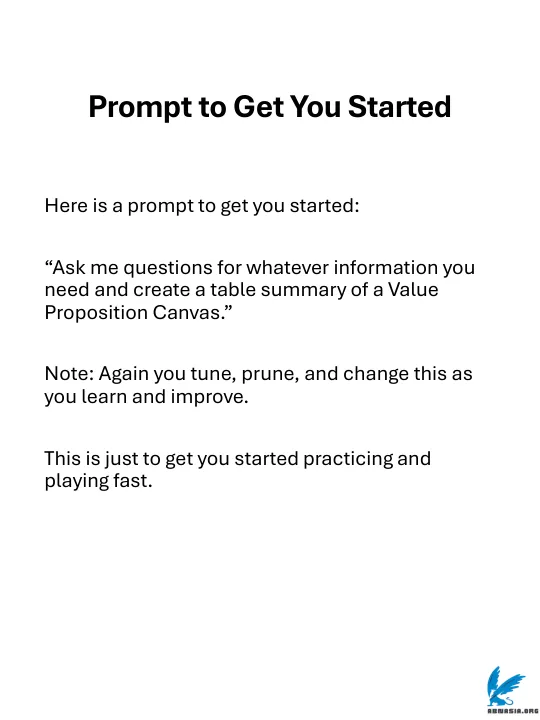 Prompt to Get You Started
Here is a prompt to get you started:
“Ask me questions for whatever information you
need and create a table summary of a Value
Proposition Canvas.”
Note: Again you tune, prune, and change this as
you learn and improve.
This is just to get you started practicing and
playing fast.
ABWASIA.ORG